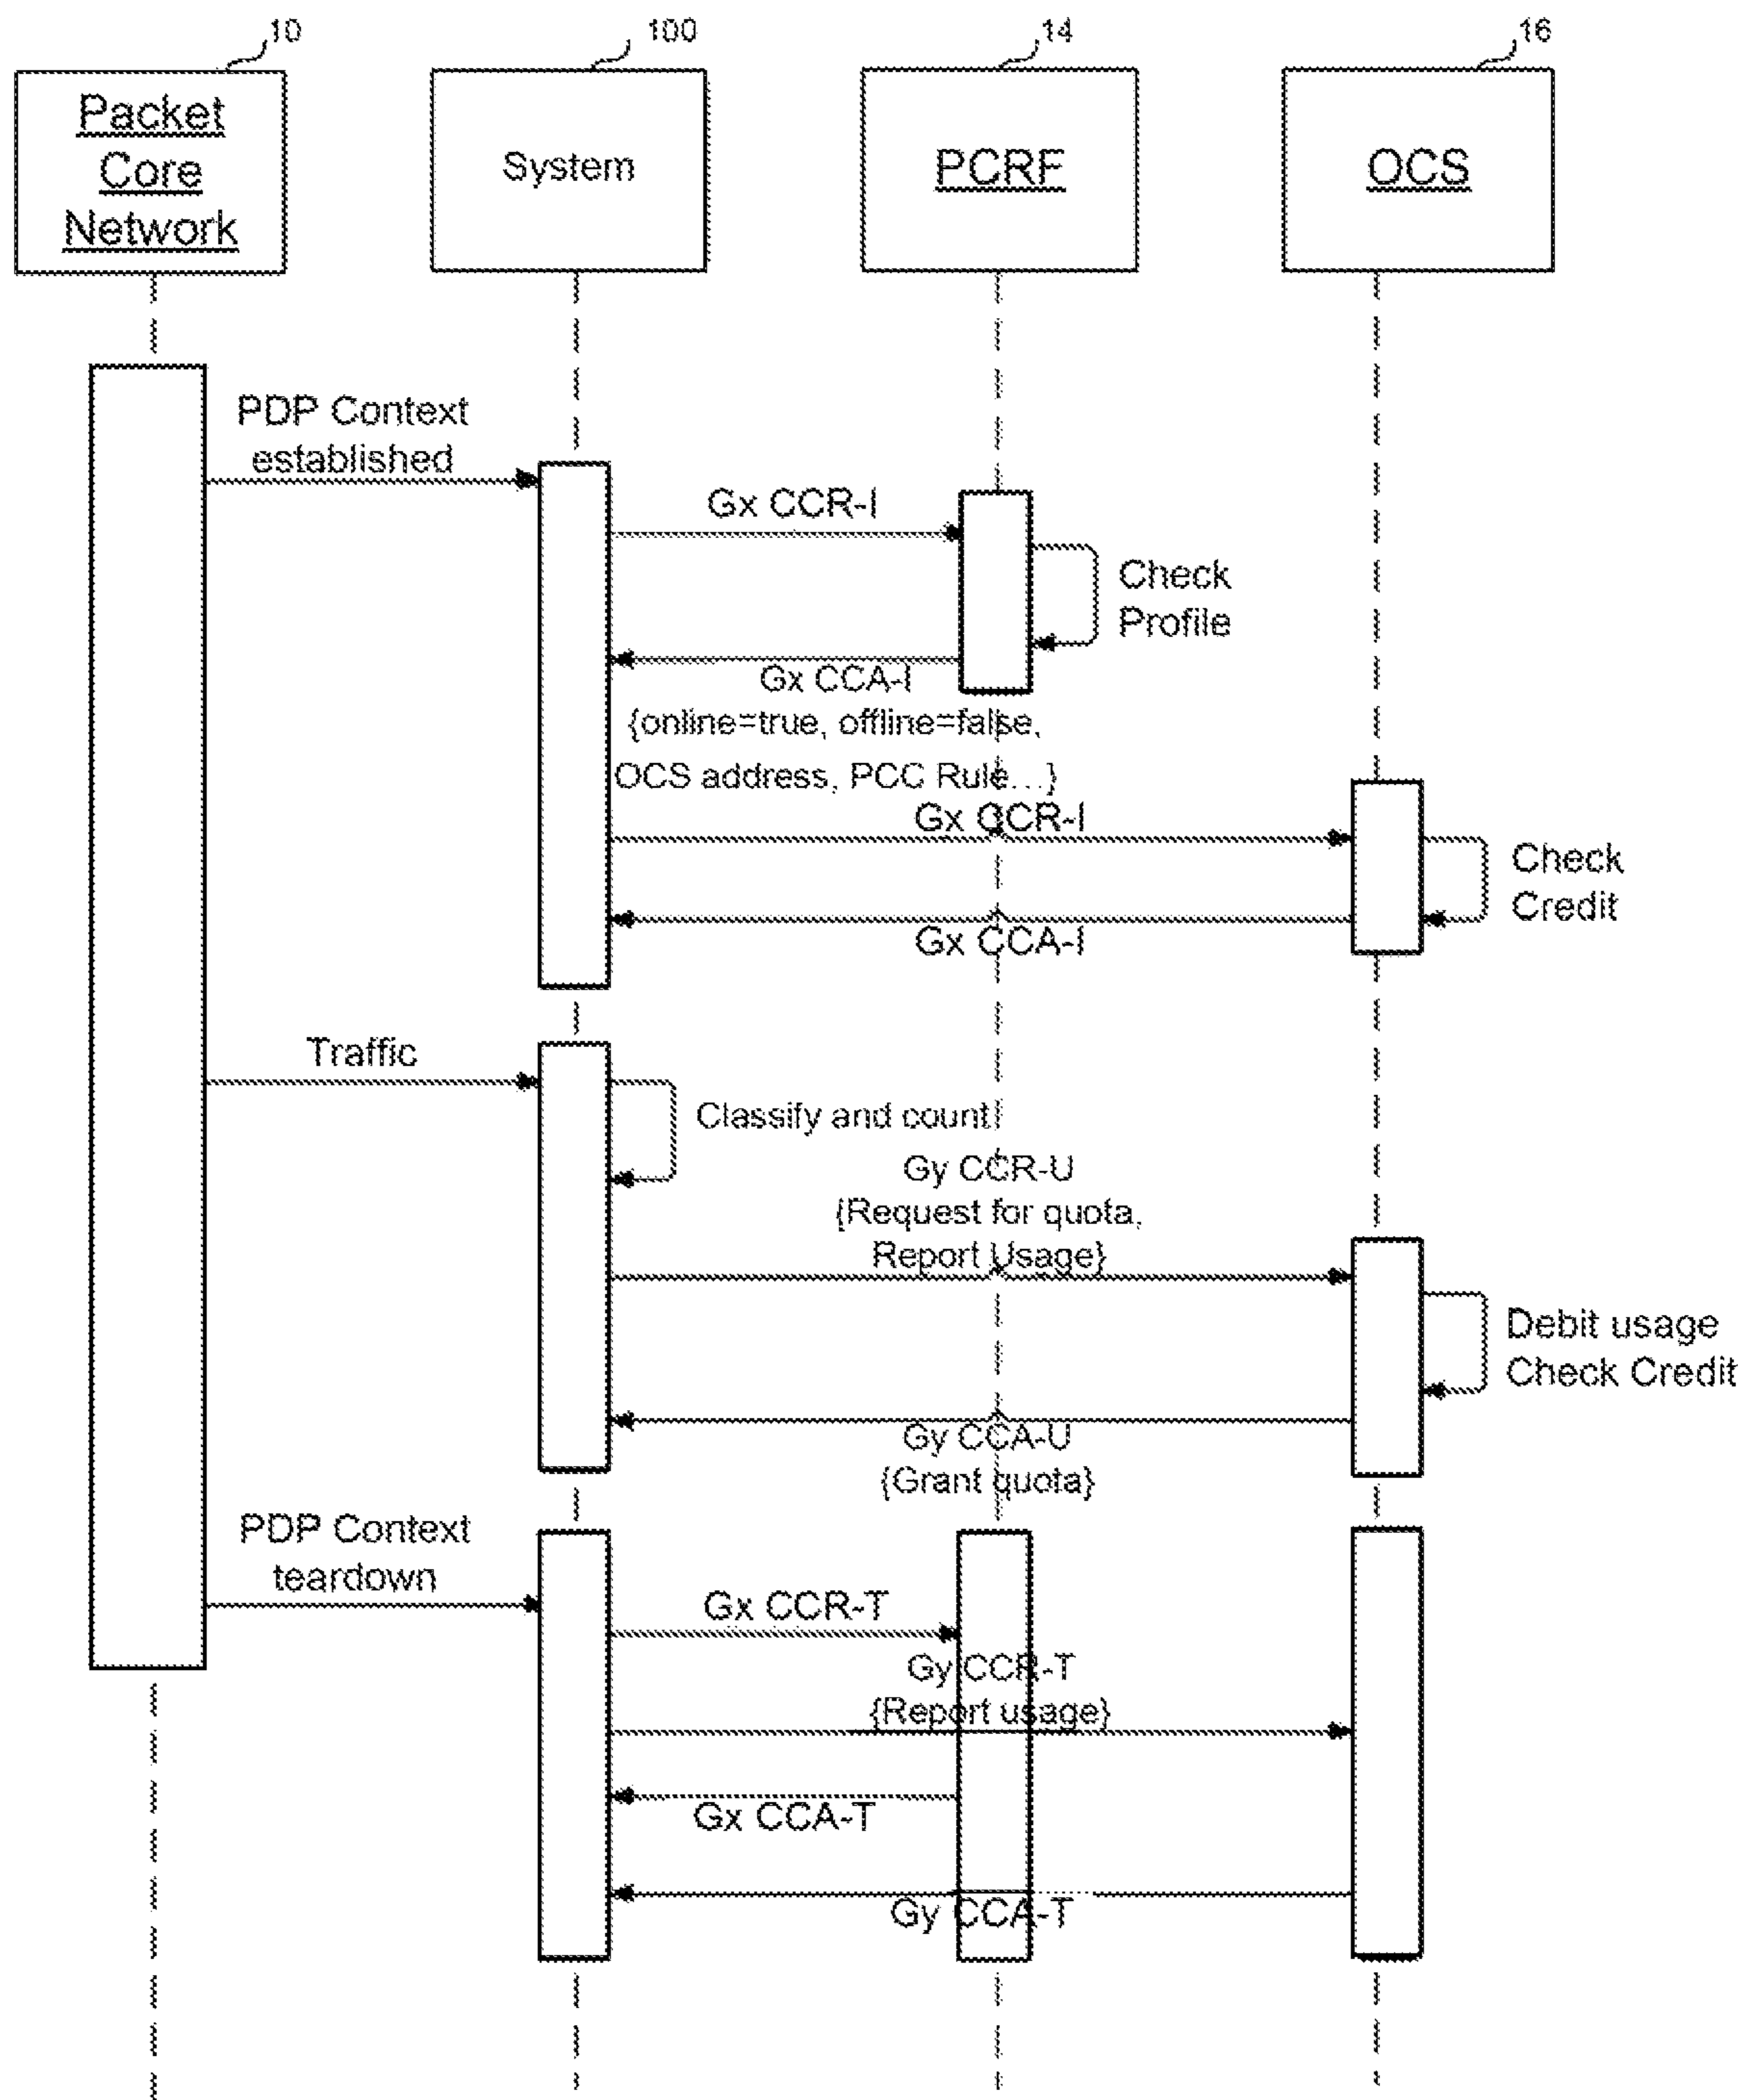 10
100
14
16
Packet
Core
Network
System
PCRF
OCS
PDP Context
established
Gx CCR-I
Check
Profile
Gx CCA-I
{online=true, offline=false,
OCS address, PCC Rule...}
Gx CCR-I
Check
Credit
Gx CCA-I
Traffic
Classify and count
Gy CCR-U
{Request for quota,
Report Usage}
Debit usage
Check Credit
Gy CCA-U
{Grant quota}
PDP Context
teardown
Gx CCR-T
Gy CCR-T
{Report usage}
Gx CCA-T
Gy CCA-T